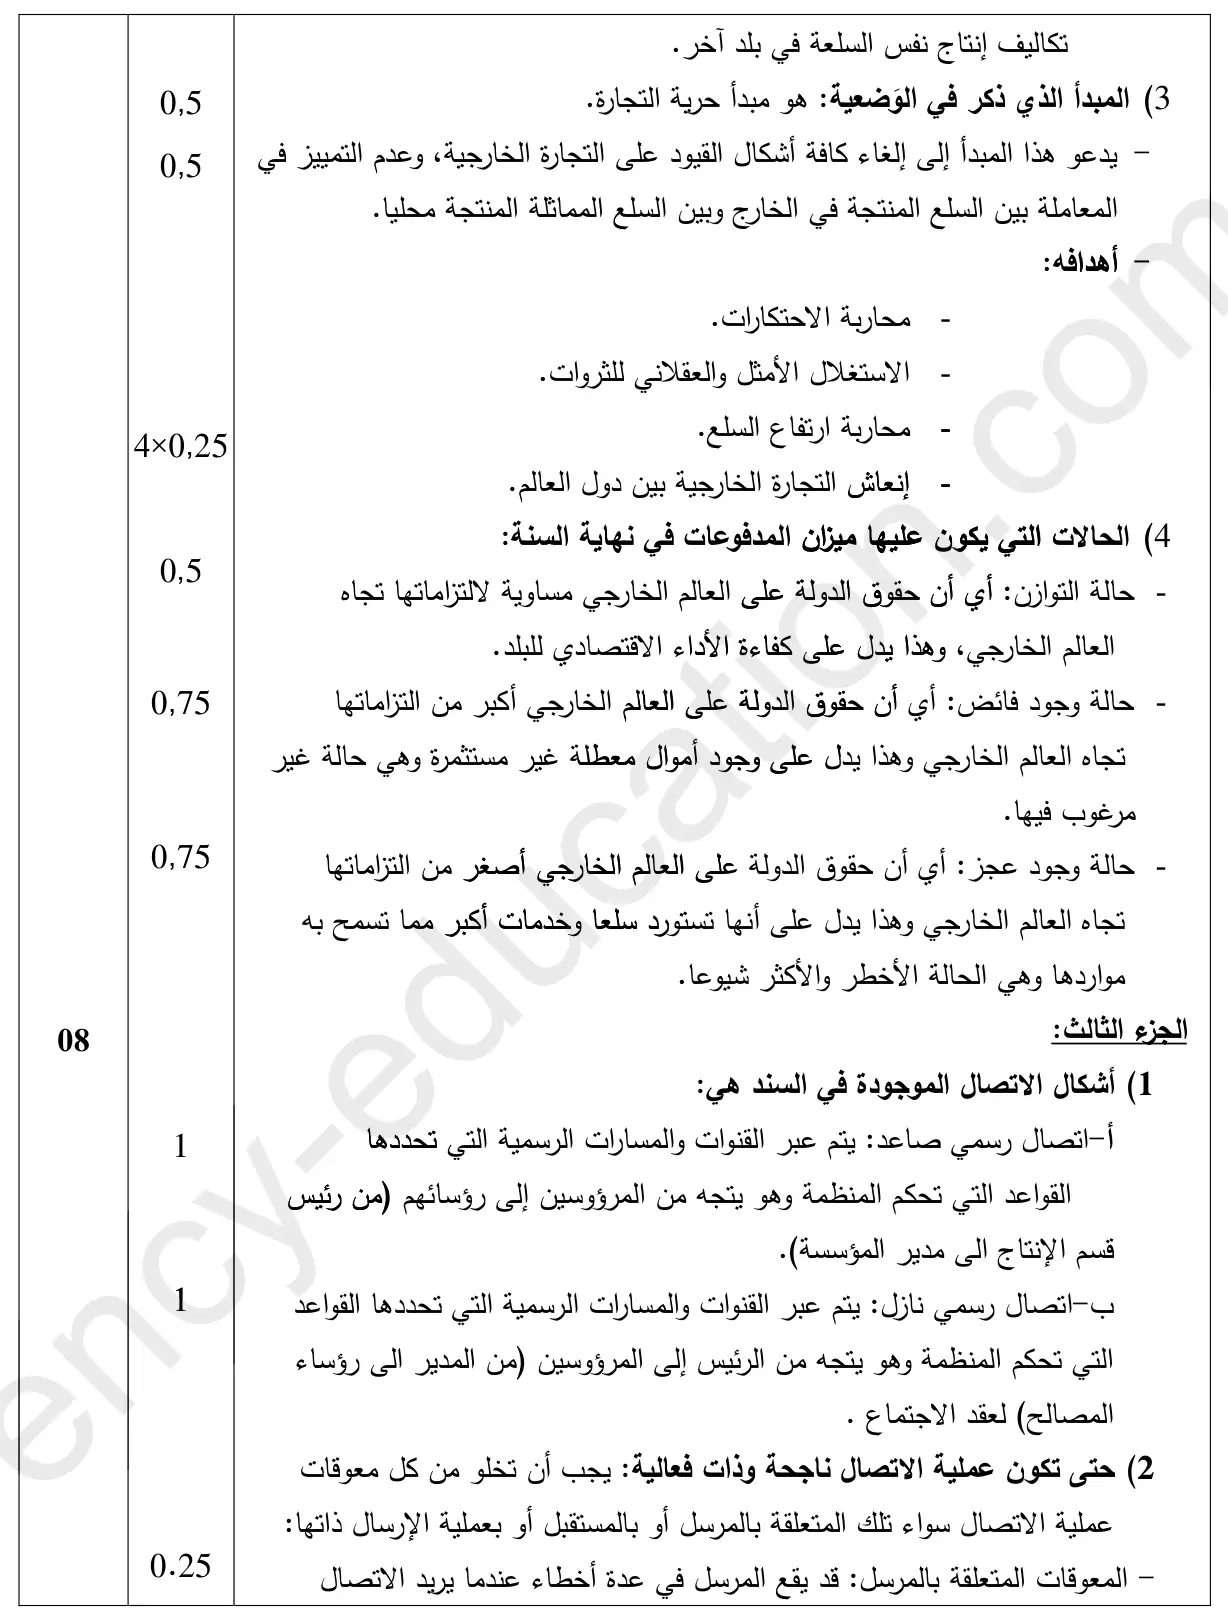 تكاليف إنتاج نفس السلعة في بلد آخر.
3) المبدأ الذي ذكر في الوَضعية: هو مبدأ حرية التجارة.
0,5
– يدعو هذا المبدأ إلى إلغاء كافة أشكال القيود على التجارة الخارجية، وعدم التمييز في
0,5
المعاملة بين السلع المنتجة في الخارج وبين السلع المماثلة المنتجة محليا.
– أهدافه:
- محاربة الاحتكارات.
- الاستغلال الأمثل والعقلاني للثروات.
- محاربة ارتفاع السلع.
4×0,25
- إنعاش التجارة الخارجية بين دول العالم.
4) الحالات التي يكون عليها ميزان المدفوعات في نهاية السنة:
0,5
- حالة التوازن: أي أن حقوق الدولة على العالم الخارجي مساوية لالتزاماتها تجاه
العالم الخارجي، وهذا يدل على كفاءة الأداء الاقتصادي للبلد.
- حالة وجود فائض: أي أن حقوق الدولة على العالم الخارجي أكبر من التزاماتها
0,75
تجاه العالم الخارجي وهذا يدل على وجود أموال معطلة غير مستثمرة وهي حالة غير
مرغوب فيها.
- حالة وجود عجز: أي أن حقوق الدولة على العالم الخارجي أصغر من التزاماتها
0,75
تجاه العالم الخارجي وهذا يدل على أنها تستورد سلعا وخدمات أكبر مما تسمح به
مواردها وهي الحالة الأخطر والأكثر شيوعا.
الجزء الثالث:
08
1) أشكال الاتصال الموجودة في السند هي:
أ–اتصال رسمي صاعد: يتم عبر القنوات والمسارات الرسمية التي تحددها
1
القواعد التي تحكم المنظمة وهو يتجه من المرؤوسين إلى رؤسائهم (من رئيس
قسم الإنتاج الى مدير المؤسسة).
ب–اتصال رسمي نازل: يتم عبر القنوات والمسارات الرسمية التي تحددها القواعد
1
التي تحكم المنظمة وهو يتجه من الرئيس إلى المرؤوسين (من المدير الى رؤساء
المصالح) لعقد الاجتماع .
2) حتى تكون عملية الاتصال ناجحة وذات فعالية: يجب أن تخلو من كل معوقات
عملية الاتصال سواء تلك المتعلقة بالمرسل أو بالمستقبل أو بعملية الإرسال ذاتها:
– المعوقات المتعلقة بالمرسل: قد يقع المرسل في عدة أخطاء عندما يريد الاتصال
0.25
ency-education.com